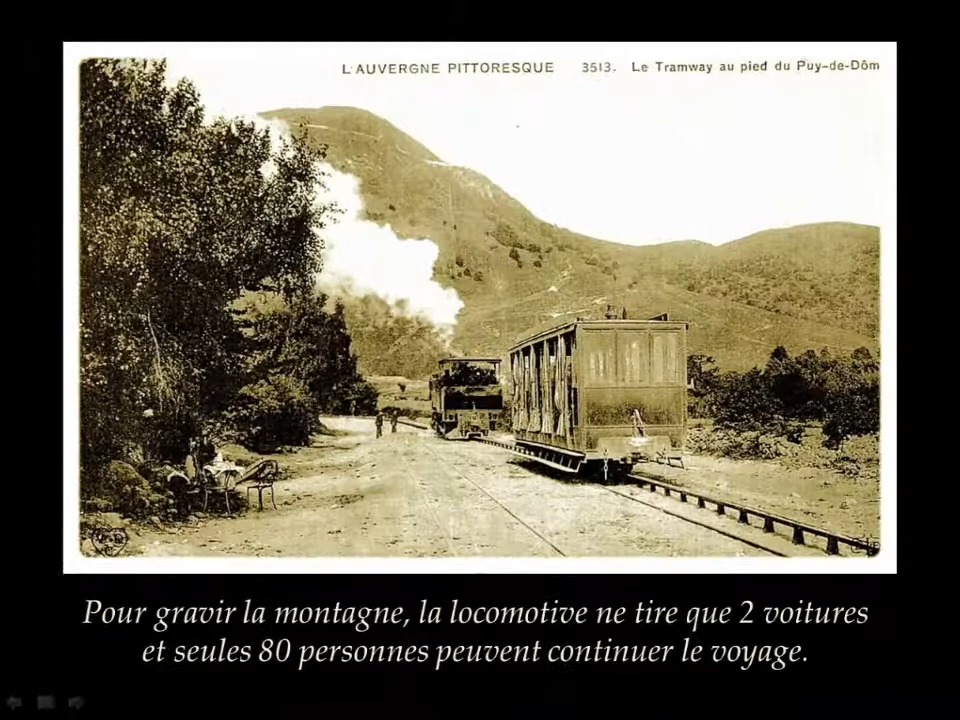 L'AUVERGNE PITTORESQUE 3513. Le Tramway au pied du Puy-de-Dôm
Pour gravir la montagne, la locomotive ne tire que 2 voitures
et seules 80 personnes peuvent continuer le voyage.